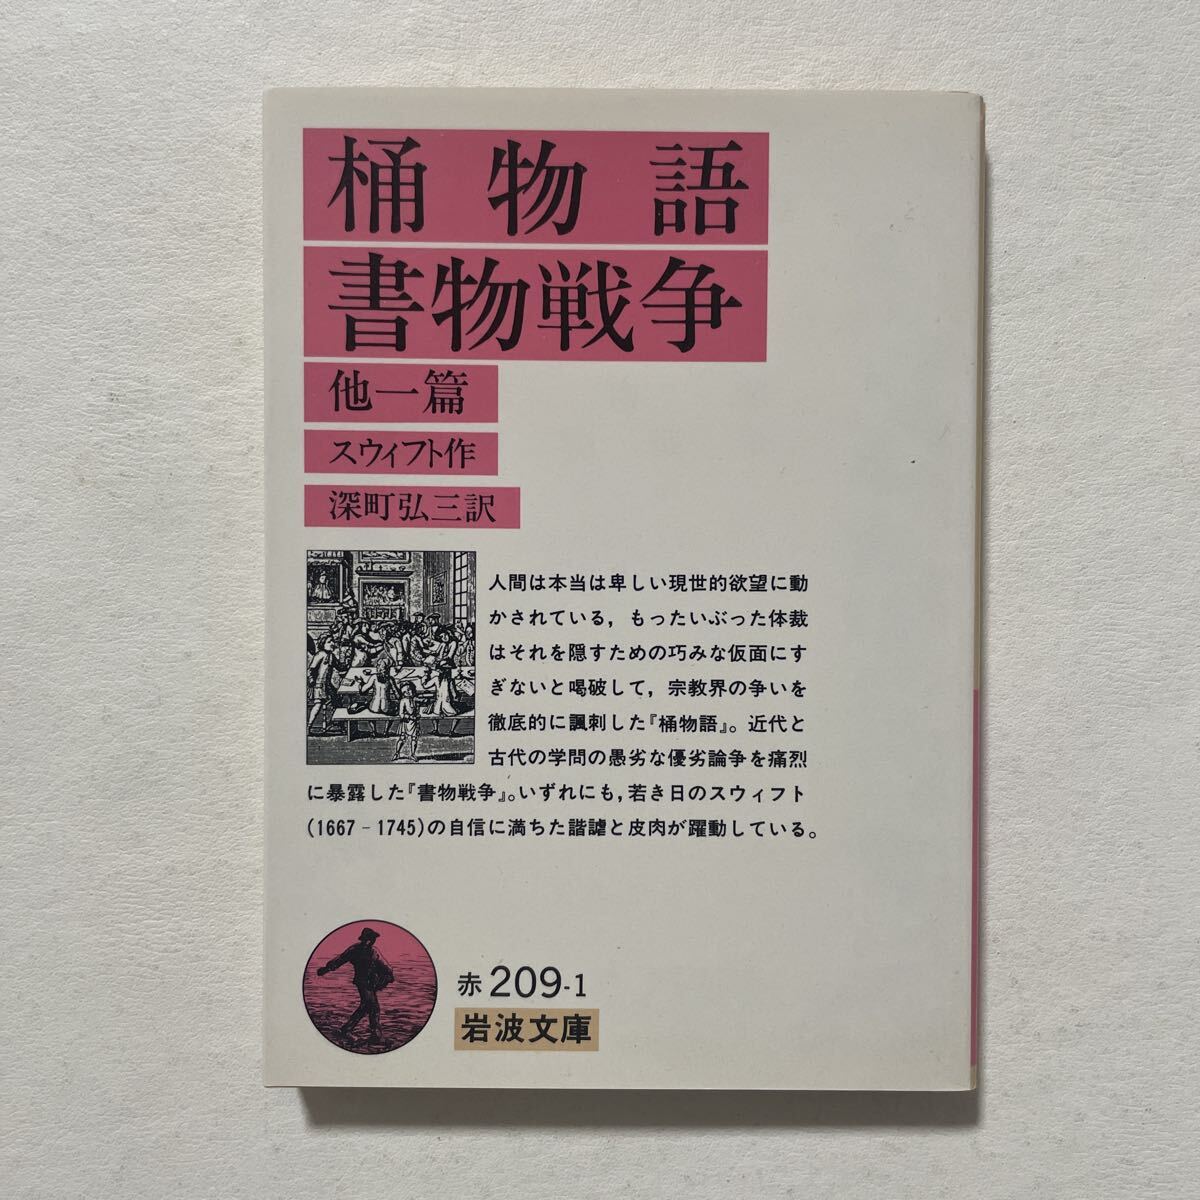 桶物語
書物戦争
他一篇
スウィフト作
深町弘三訳
人間は本当は卑しい現世的欲望に動
かされている，もったいぶった体裁
はそれを隠すための巧みな仮面にす
ぎないと喝破して，宗教界の争いを
徹底的に諷刺した『桶物語』。近代と
古代の学問の愚劣な優劣論争を痛烈
に暴露した『書物戦争』。いずれにも，若き日のスウィフト
(1667－1745)の自信に満ちた諧謔と皮肉が躍動している。
赤209-1
岩波文庫